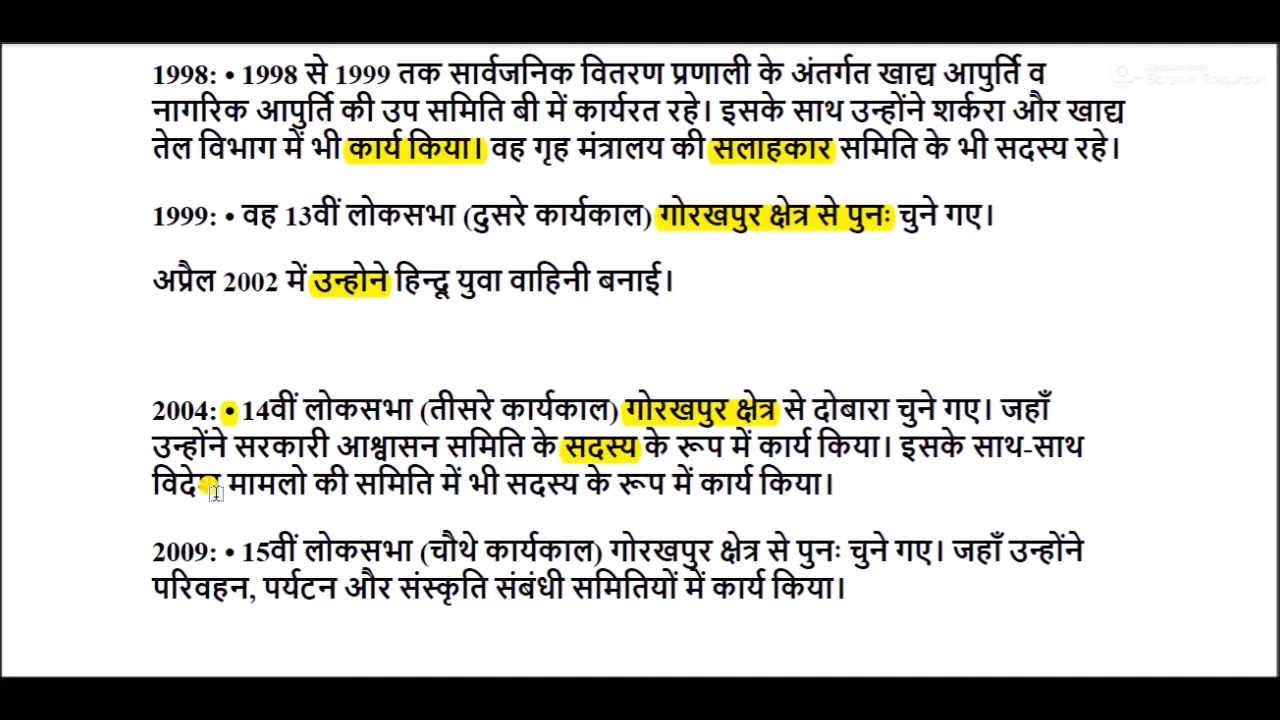 1998: • 1998 से 1999 तक सार्वजनिक वितरण प्रणाली के अंतर्गत खाद्य आपुर्ति व
नागरिक आपुर्ति की उप समिति बी में कार्यरत रहे। इसके साथ उन्होंने शर्करा और खाद्य
तेल विभाग में भी कार्य किया। वह गृह मंत्रालय की सलाहकार समिति के भी सदस्य रहे।
1999: • वह 13वीं लोकसभा (दुसरे कार्यकाल) गोरखपुर क्षेत्र से पुनः चुने गए।
अप्रैल 2002 में उन्होने हिन्दू युवा वाहिनी बनाई।
2004: • 14वीं लोकसभा (तीसरे कार्यकाल) गोरखपुर क्षेत्र से दोबारा चुने गए। जहाँ
उन्होंने सरकारी आश्वासन समिति के सदस्य के रूप में कार्य किया। इसके साथ-साथ
विदेश मामलो की समिति में भी सदस्य के रूप में कार्य किया।
2009: • 15वीं लोकसभा (चौथे कार्यकाल) गोरखपुर क्षेत्र से पुनः चुने गए। जहाँ उन्होंने
परिवहन, पर्यटन और संस्कृति संबंधी समितियों में कार्य किया।
Screen Recorder